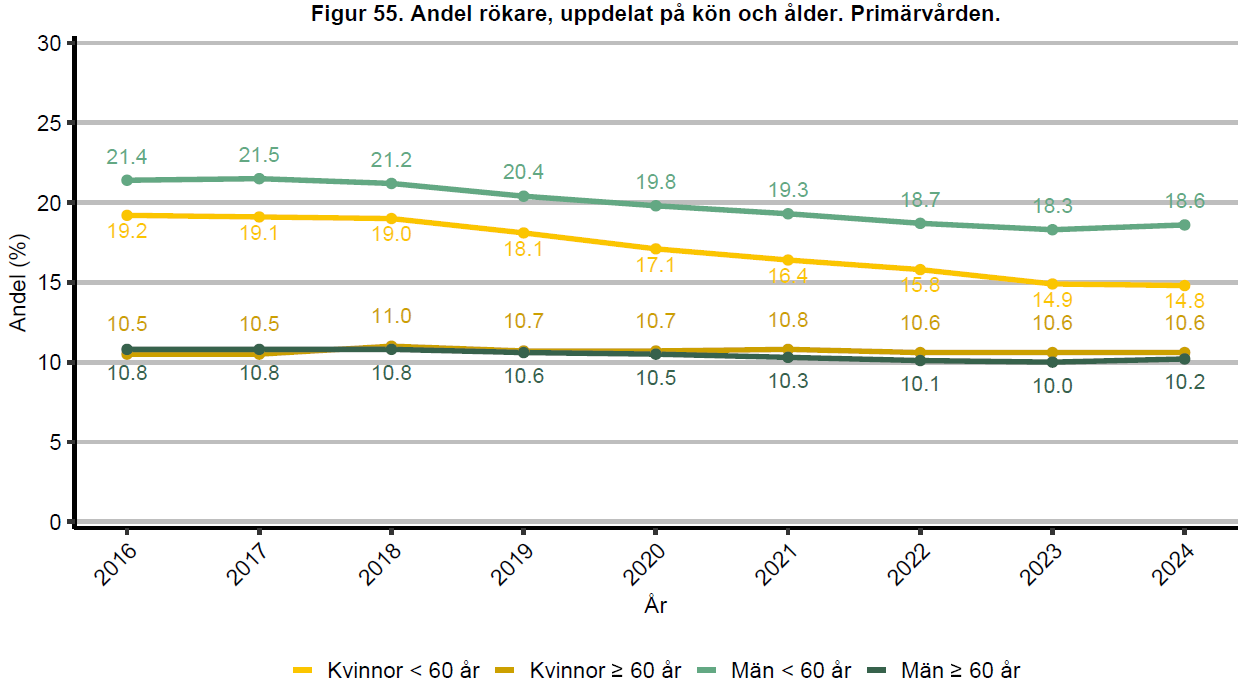 Figur 55. Andel rökare, uppdelat på kön och ålder. Primärvården.
30
25
20
15
10
5
0
Andel (%)
21.4 21.5 21.2 20.4 19.8 19.3 18.7 18.3 18.6
19.2 19.1 19.0 18.1 17.1 16.4 15.8 14.9 14.8
10.5 10.5 11.0 10.7 10.7 10.8 10.6 10.6 10.6
10.8 10.8 10.8 10.6 10.5 10.3 10.1 10.0 10.2
2016 2017 2018 2019 2020 2021 2022 2023 2024
År
Kvinnor < 60 år Kvinnor ≥ 60 år Män < 60 år Män ≥ 60 år